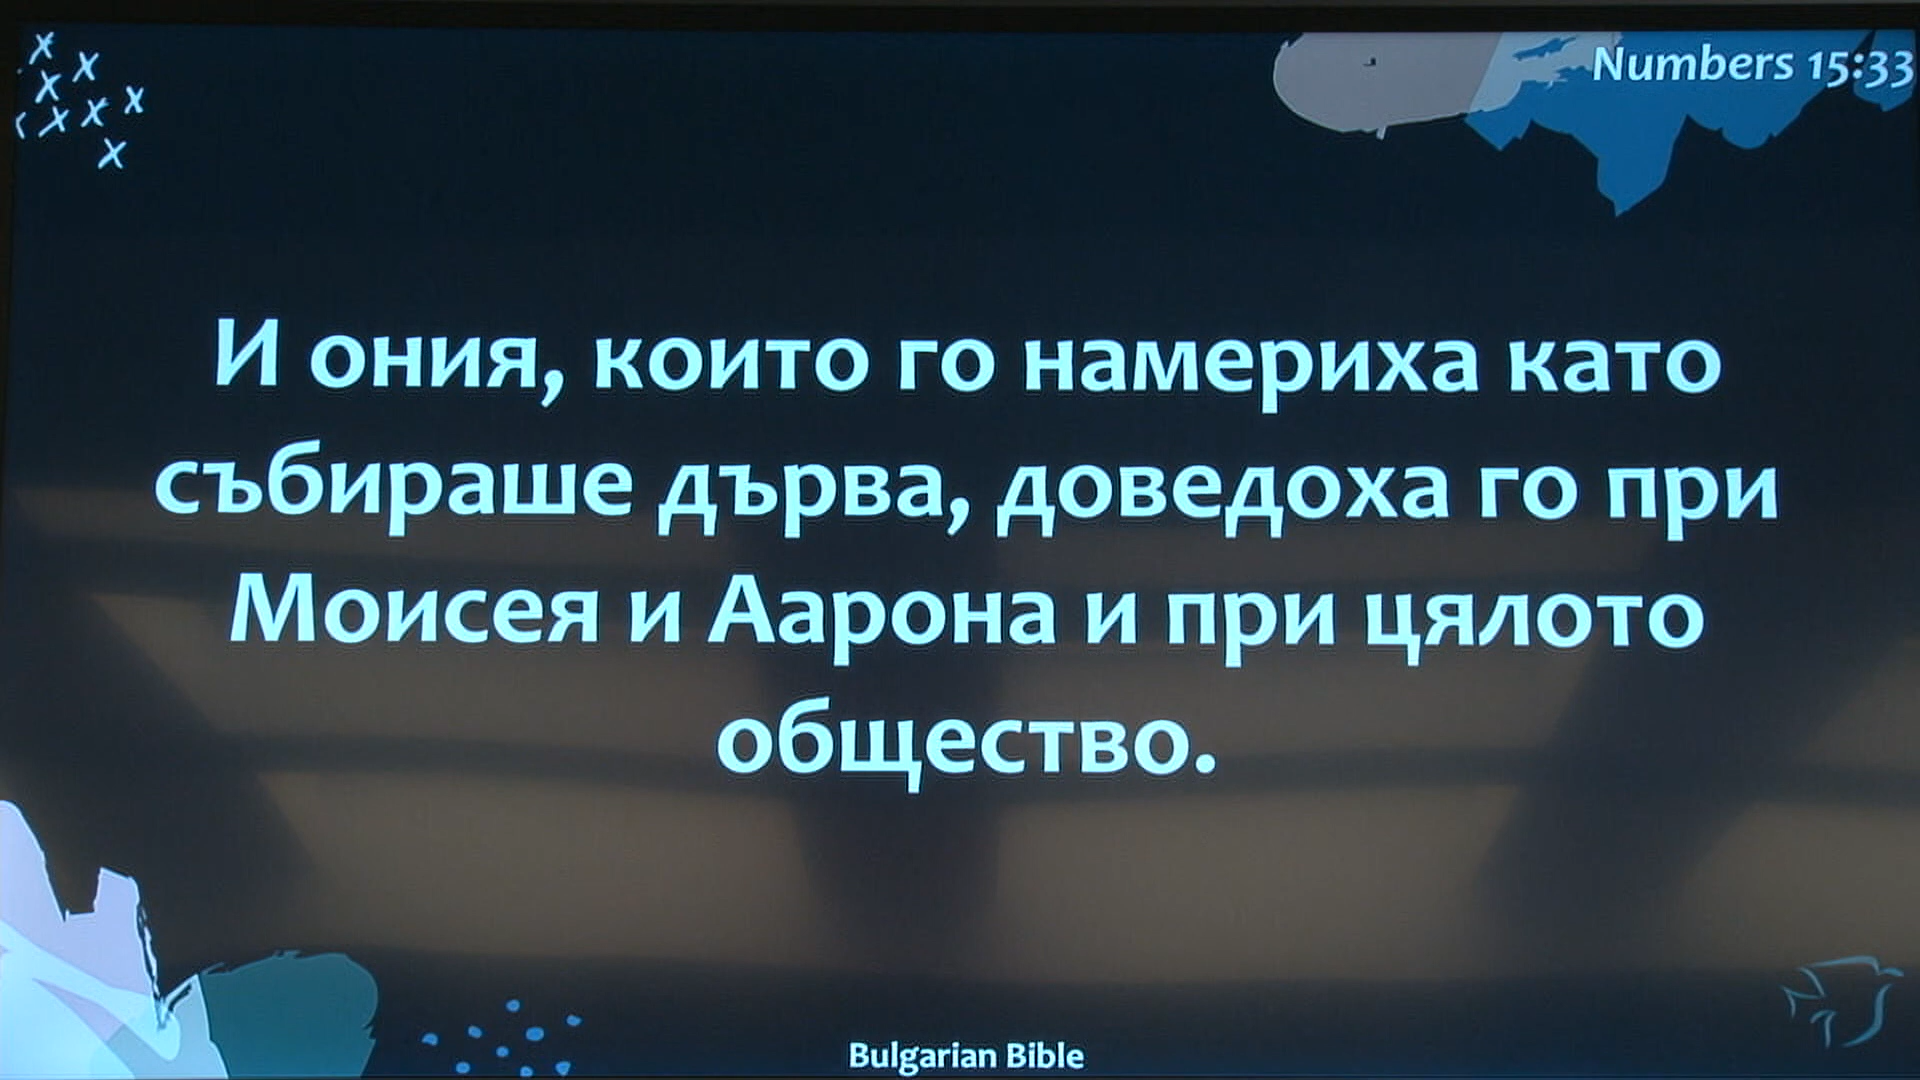 Numbers 15:33
И ония, които го намериха като
събираше дърва, доведоха го при
Моисея и Аарона и при цялото
общество.
Bulgarian Bible